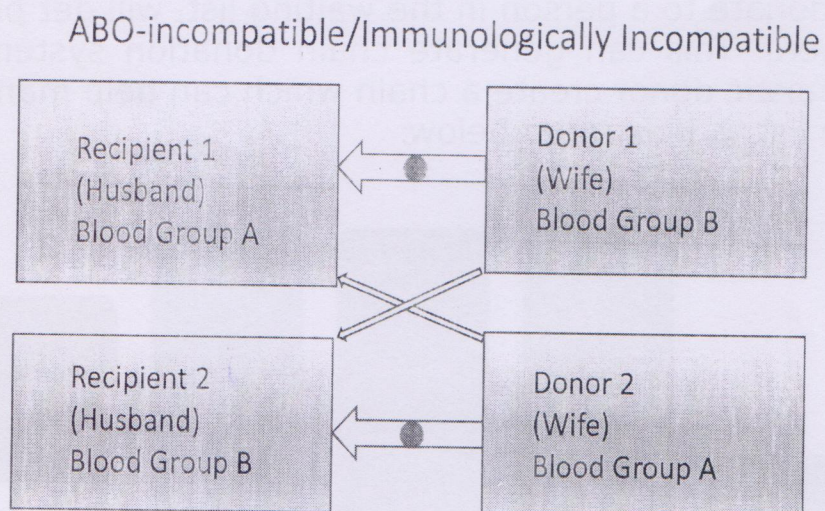 ABO-incompatible/Immunologically Incompatible
Recipient 1
(Husband)
Blood Group A
Donor 1
(Wife)
Blood Group B
Recipient 2
(Husband)
Blood Group B
Donor 2
(Wife)
Blood Group A